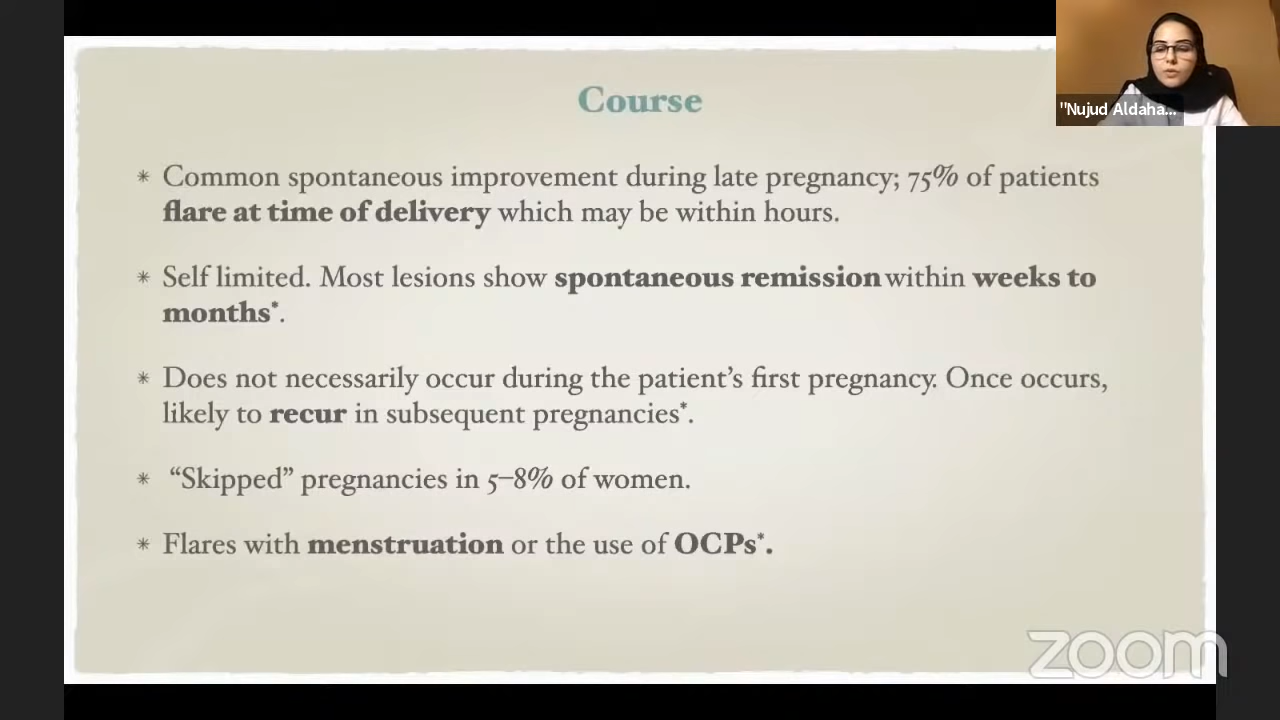 Course
* Common spontaneous improvement during late pregnancy; 75% of patients
flare at time of delivery which may be within hours.
* Self limited. Most lesions show spontaneous remission within weeks to
months*.
* Does not necessarily occur during the patient’s first pregnancy. Once occurs,
likely to recur in subsequent pregnancies*.
* “Skipped” pregnancies in 5–8% of women.
* Flares with menstruation or the use of OCPs*.
"Nujud Aldaha...
zoom